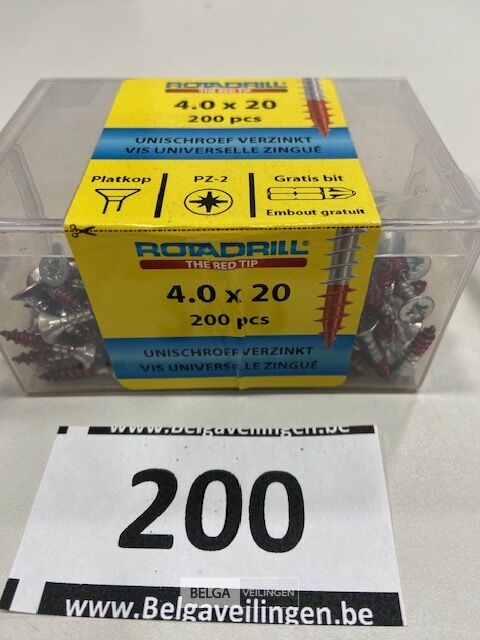 ROTADRILL®
THE RED TIP
4.0 x 20
200 pcs
UNISCHROEF VERZINKT
VIS UNIVERSELLE ZINGUÉ
Platkop
PZ-2
Gratis bit
Embout gratuit
ROTADRILL®
THE RED TIP
4.0 x 20
200 pcs
UNISCHROEF VERZINKT
VIS UNIVERSELLE ZINGUÉ
www.Belgaveilingen.be
200
BELGA VEILINGEN
www.Belgaveilingen.be